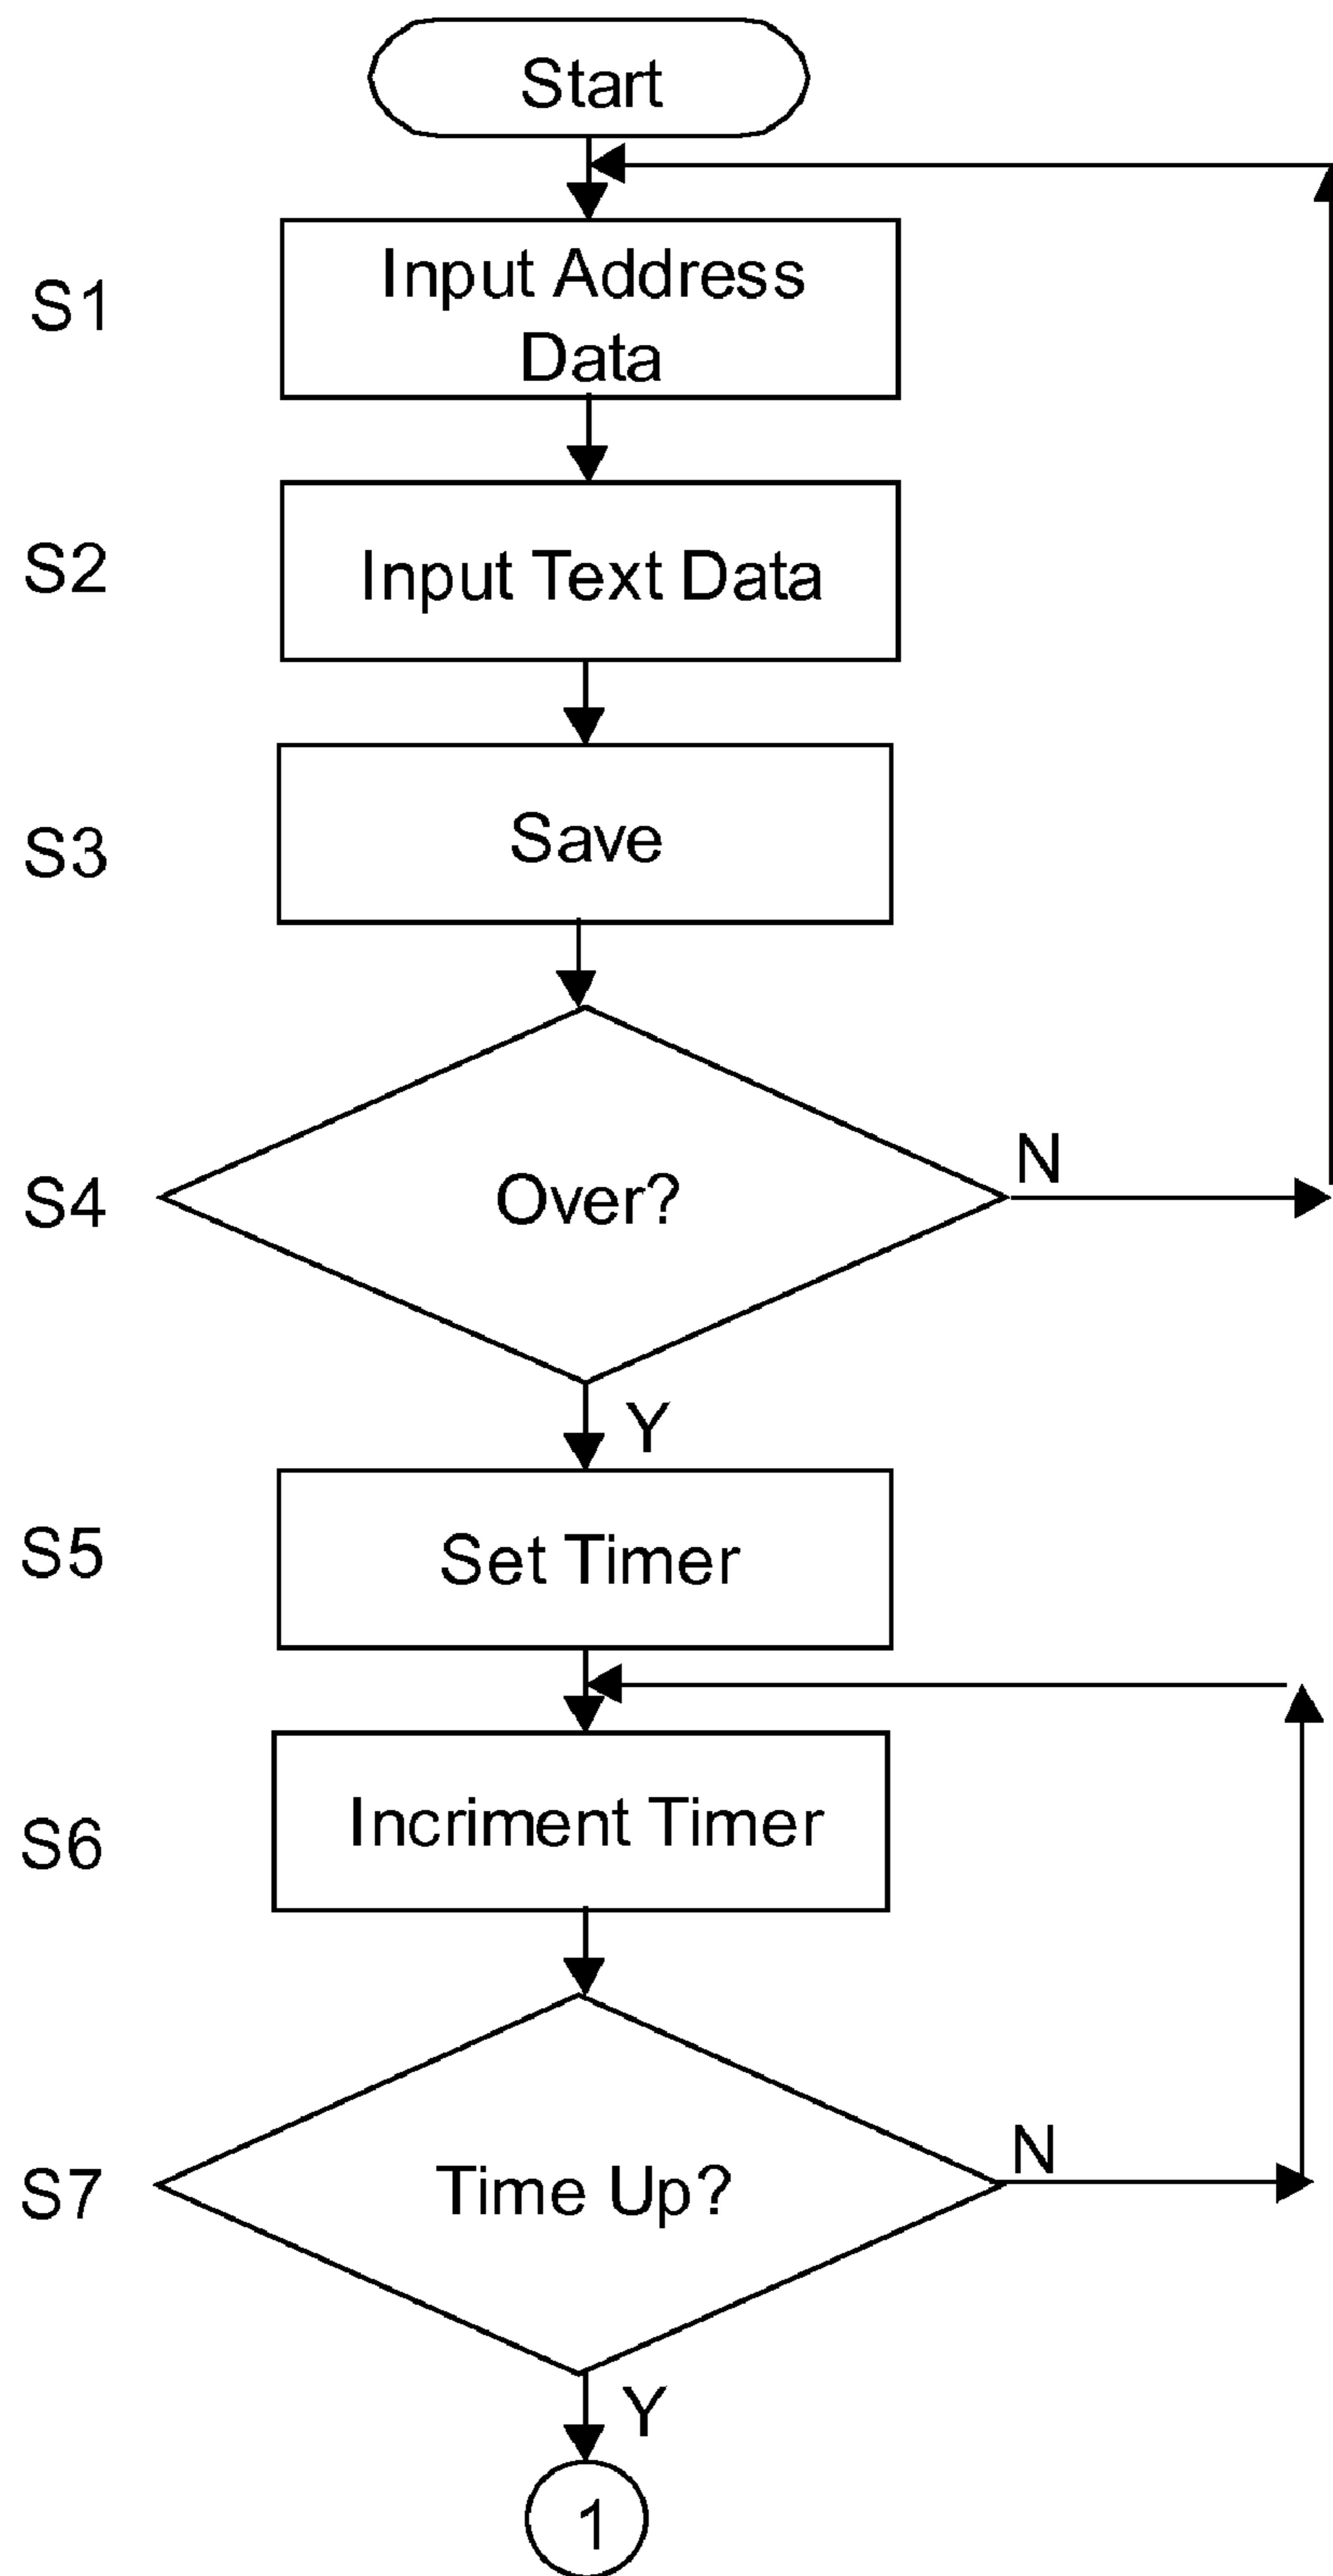 Start
S1
Input Address
Data
S2
Input Text Data
S3
Save
S4
Over?
N
Y
S5
Set Timer
S6
Incriment Timer
S7
Time Up?
N
Y
1